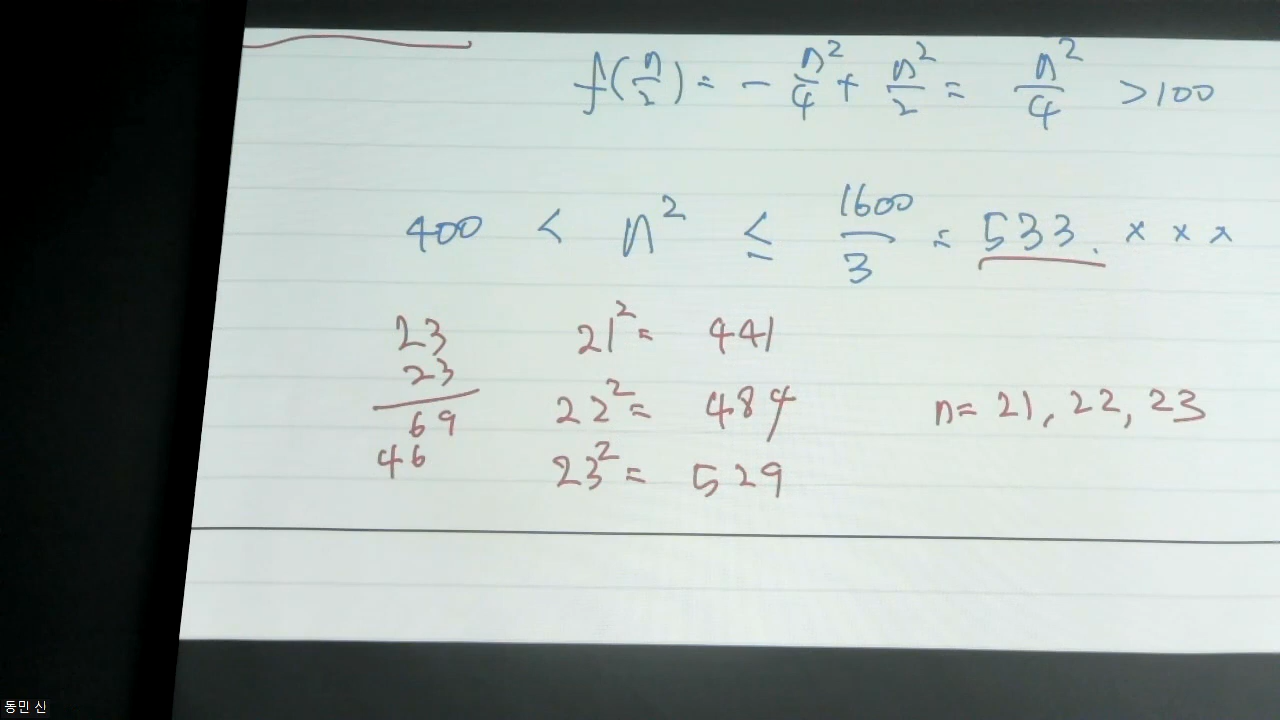 f(n/2) = - n²/4 + n²/2 = n²/4 > 100
400 < n² ≤ 1600/3 = 533. × × ×
23 21² = 441
23
69 22² = 484 n = 21, 22, 23
46 23² = 529
동민 신